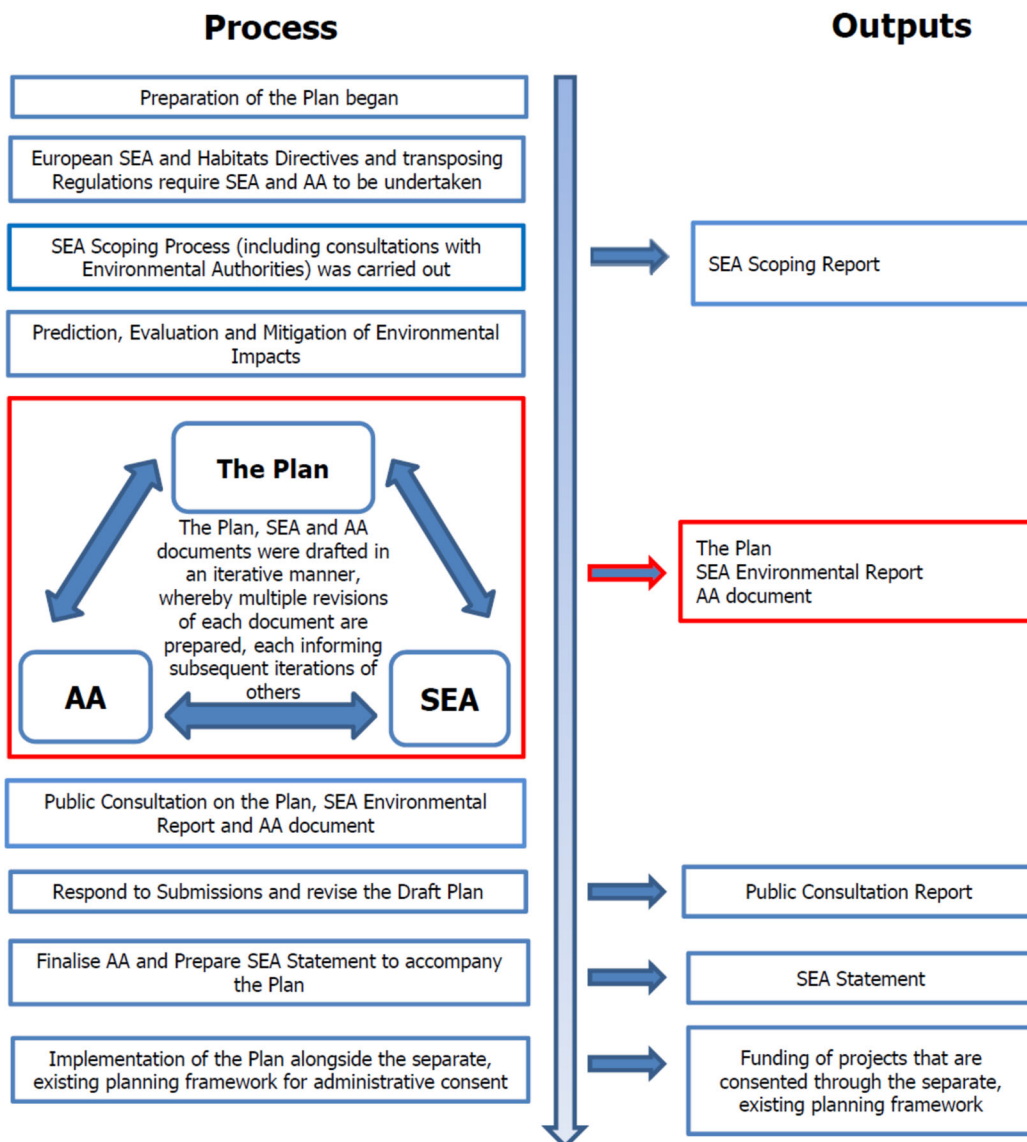 Process
Outputs
Preparation of the Plan began
European SEA and Habitats Directives and transposing
Regulations require SEA and AA to be undertaken
SEA Scoping Process (including consultations with
Environmental Authorities) was carried out
SEA Scoping Report
Prediction, Evaluation and Mitigation of Environmental
Impacts
The Plan
The Plan, SEA and AA
documents were drafted in
an iterative manner,
whereby multiple revisions
of each document are
prepared, each informing
subsequent iterations of
others
AA
SEA
The Plan
SEA Environmental Report
AA document
Public Consultation on the Plan, SEA Environmental
Report and AA document
Respond to Submissions and revise the Draft Plan
Public Consultation Report
Finalise AA and Prepare SEA Statement to accompany
the Plan
SEA Statement
Implementation of the Plan alongside the separate,
existing planning framework for administrative consent
Funding of projects that are
consented through the separate,
existing planning framework